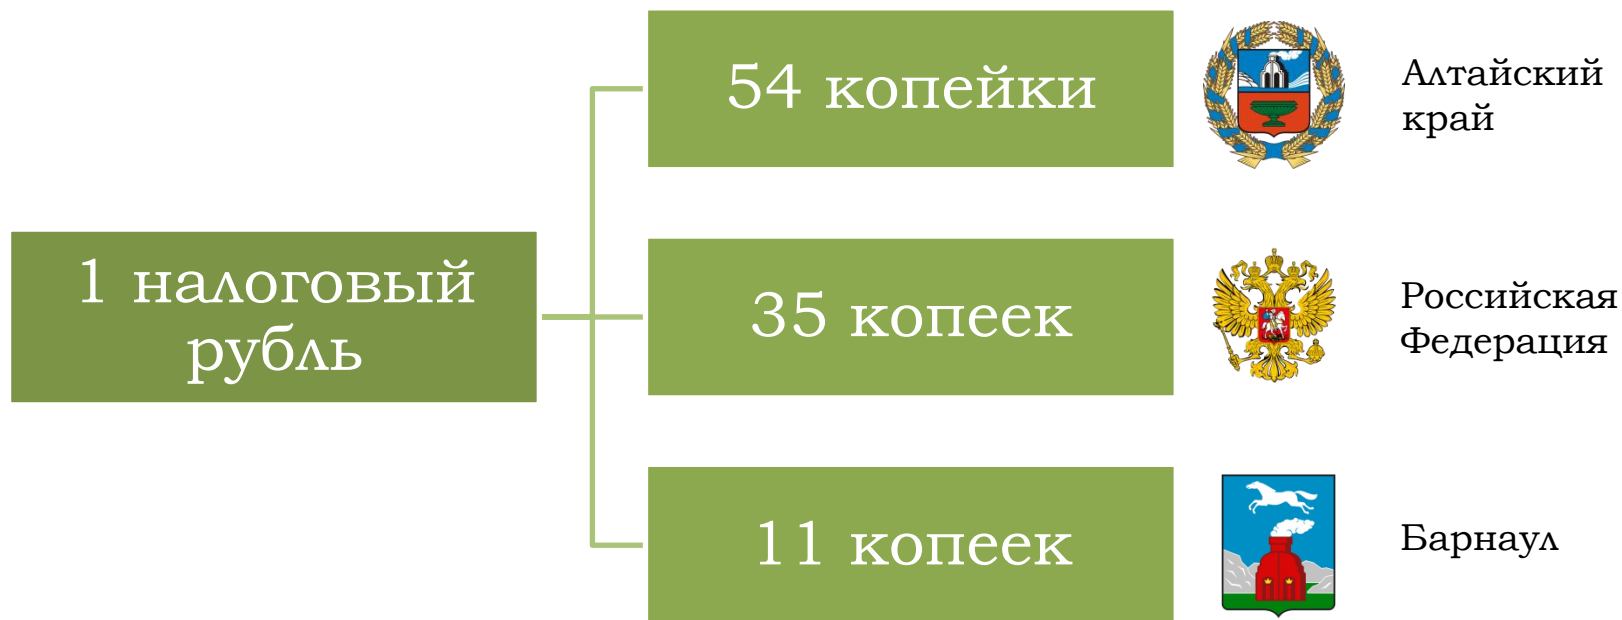 1 налоговый
рубль
54 копейки
Алтайский
край
35 копеек
Российская
Федерация
11 копеек
Барнаул